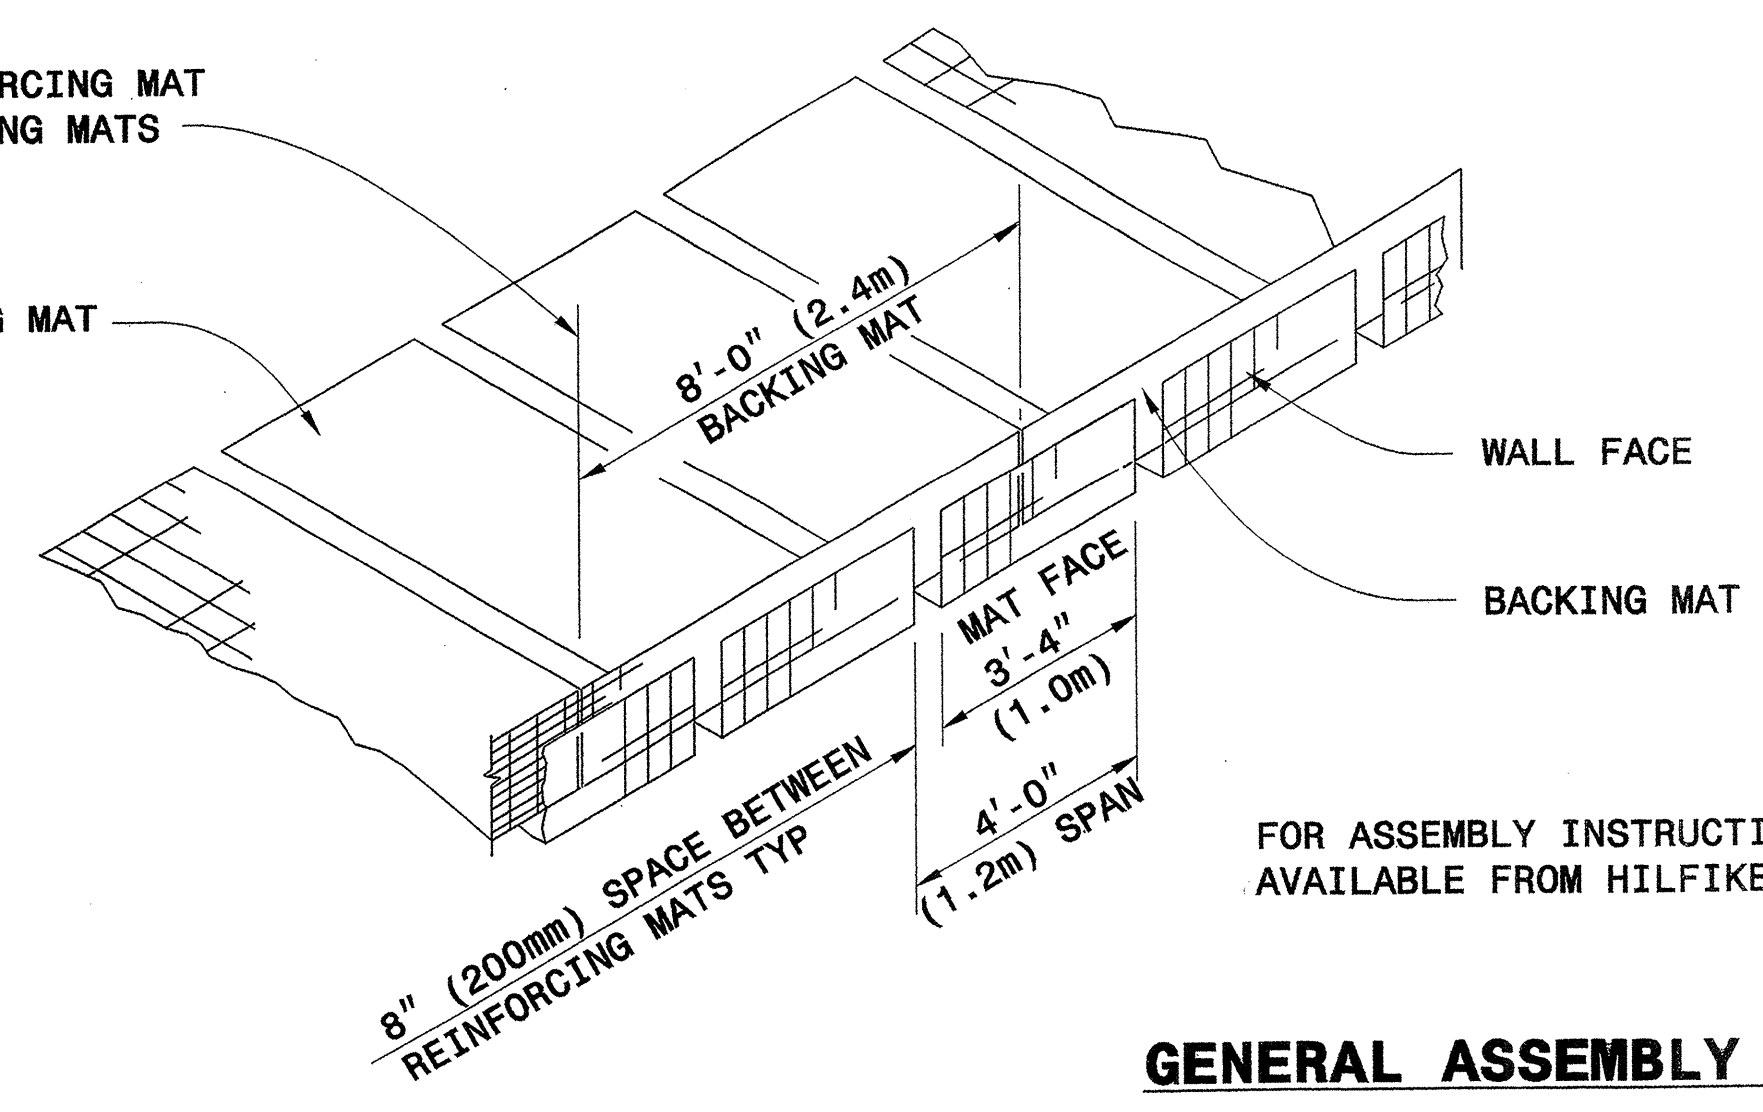 RCING MAT
NG MATS
MAT
8'-0" (2.4m)
BACKING MAT
WALL FACE
BACKING MAT
MAT FACE
3'-4"
(1.0m)
4'-0"
(1.2m) SPAN
8" (200mm) SPACE BETWEEN
REINFORCING MATS TYP
FOR ASSEMBLY INSTRUCTI
AVAILABLE FROM HILFIKE
GENERAL ASSEMBLY